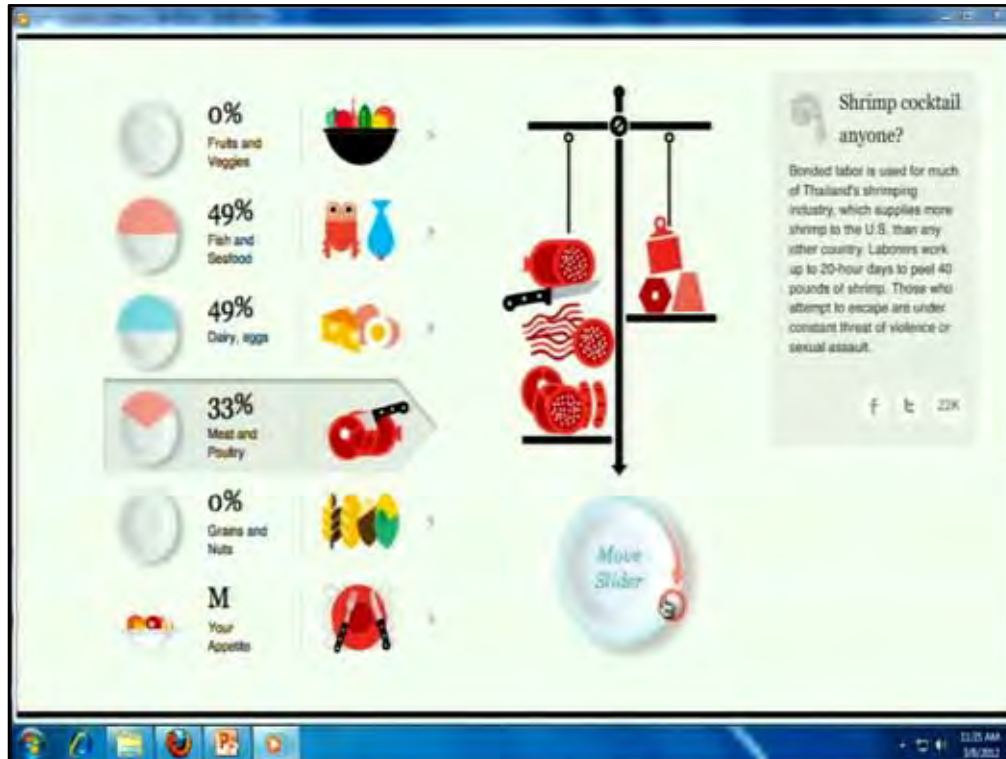 0%
Fruits and
Veggies
49%
Fish and
Seafood
49%
Dairy, eggs
33%
Meat and
Poultry
0%
Grains and
Nuts
M
Your
Appetite
Move
Slider
Shrimp cocktail
anyone?
Bonded labor is used for much
of Thailand's shrimping
industry, which supplies more
shrimp to the U.S. than any
other country. Laborers work
up to 20-hour days to peel 40
pounds of shrimp. Those who
attempt to escape are under
constant threat of violence or
sexual assault.
f t 22K
11:35 AM